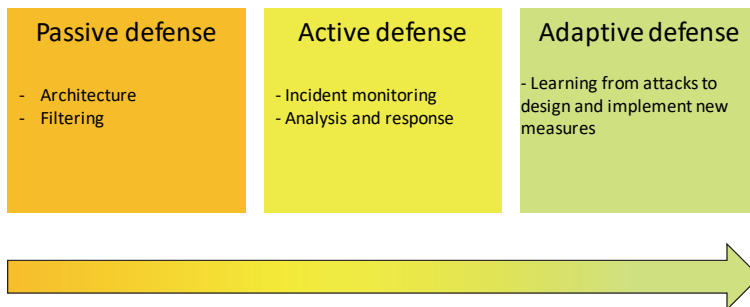 Passive defense
- Architecture
- Filtering
Active defense
- Incident monitoring
- Analysis and response
Adaptive defense
- Learning from attacks to
design and implement new
measures